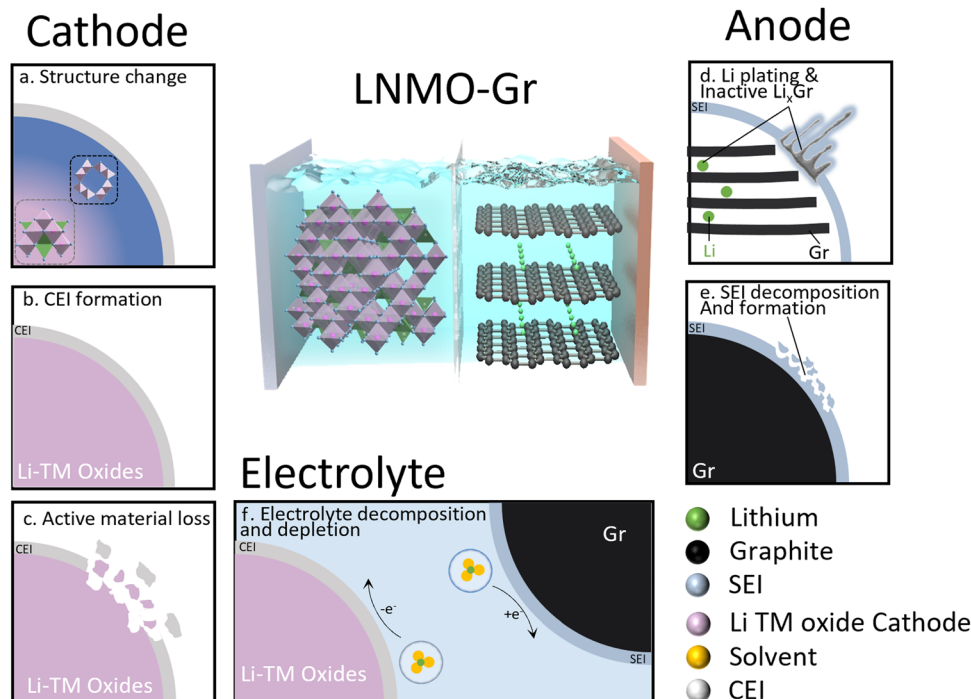 Cathode
Anode
LNMO-Gr
a. Structure change
d. Li plating &
Inactive LixGr
SEI
Li
Gr
b. CEI formation
CEI
Li-TM Oxides
e. SEI decomposition
And formation
SEI
Gr
Electrolyte
c. Active material loss
CEI
Li-TM Oxides
f. Electrolyte decomposition
and depletion
CEI
Gr
-e-
+e-
SEI
Li-TM Oxides
Lithium
Graphite
SEI
Li TM oxide Cathode
Solvent
CEI